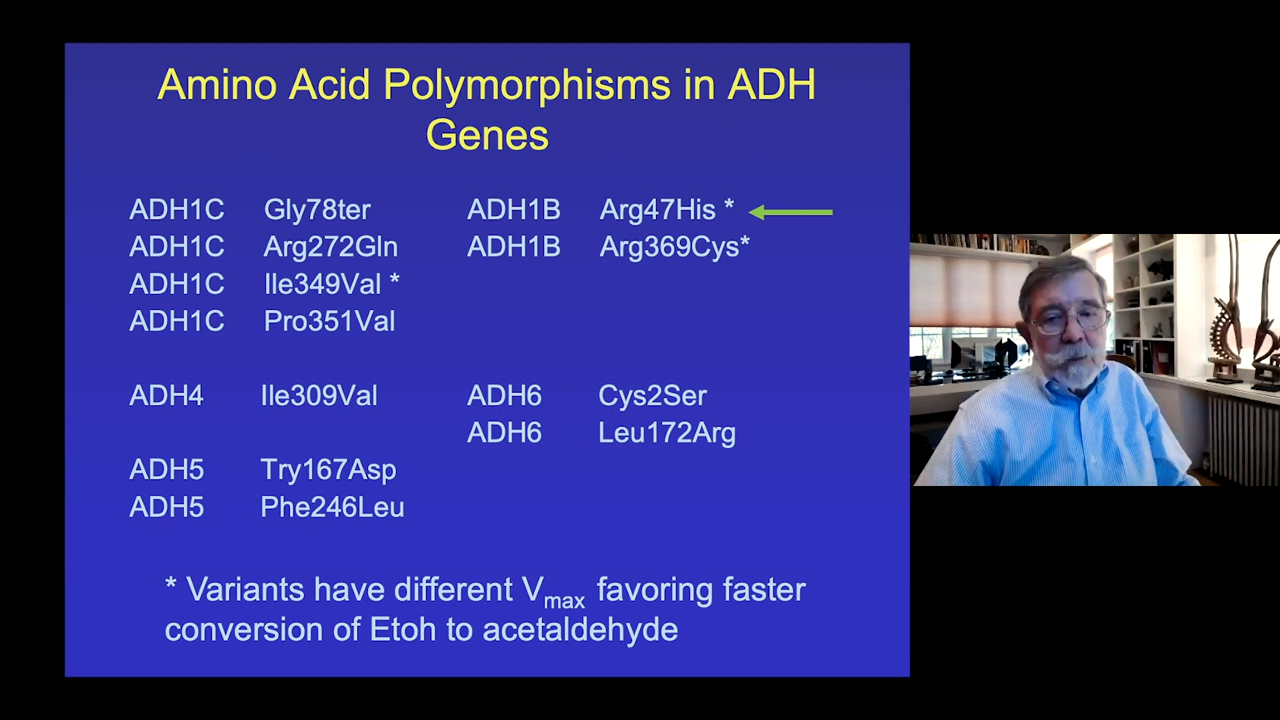 Amino Acid Polymorphisms in ADH
Genes
ADH1C Gly78ter ADH1B Arg47His *
ADH1C Arg272Gln ADH1B Arg369Cys*
ADH1C Ile349Val *
ADH1C Pro351Val
ADH4 Ile309Val ADH6 Cys2Ser
ADH6 Leu172Arg
ADH5 Try167Asp
ADH5 Phe246Leu
* Variants have different Vmax favoring faster
conversion of Etoh to acetaldehyde